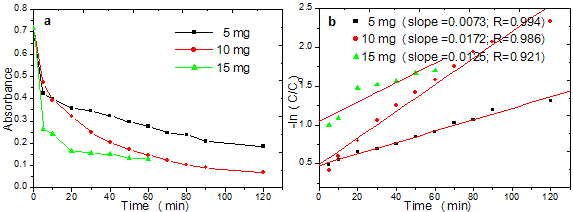 a
5 mg
10 mg
15 mg
0.8
0.7
0.6
0.5
0.4
0.3
0.2
0.1
0.0
Absorbance
0 20 40 60 80 100 120
Time (min)
b
5 mg (slope =0.0073; R=0.994)
10 mg (slope =0.0172; R=0.986)
15 mg (slope =0.0125; R=0.921)
2.5
2.0
1.5
1.0
0.5
0.0
-ln (C/C₀)
0 20 40 60 80 100 120
Time (min)